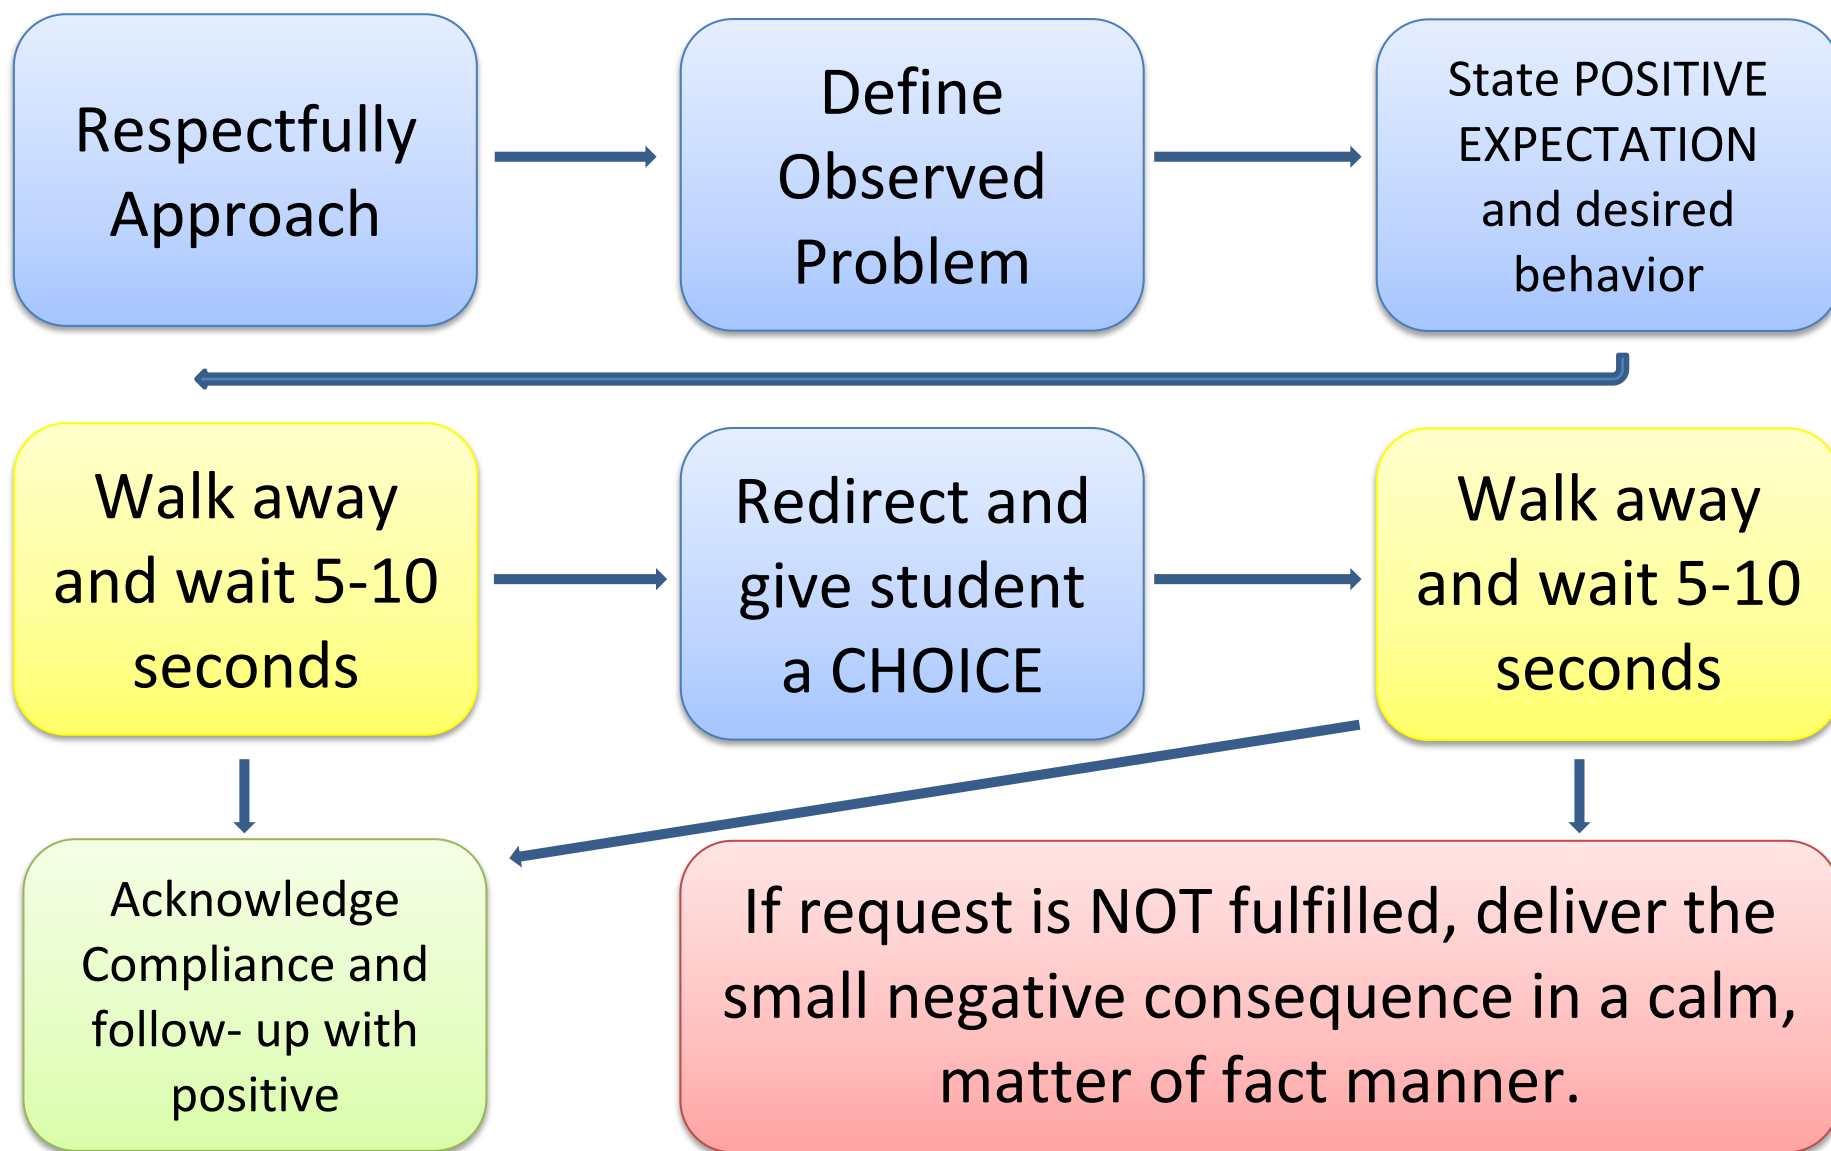 Respectfully
Approach
Define
Observed
Problem
State POSITIVE
EXPECTATION
and desired
behavior
Walk away
and wait 5-10
seconds
Redirect and
give student
a CHOICE
Walk away
and wait 5-10
seconds
Acknowledge
Compliance and
follow- up with
positive
If request is NOT fulfilled, deliver the
small negative consequence in a calm,
matter of fact manner.